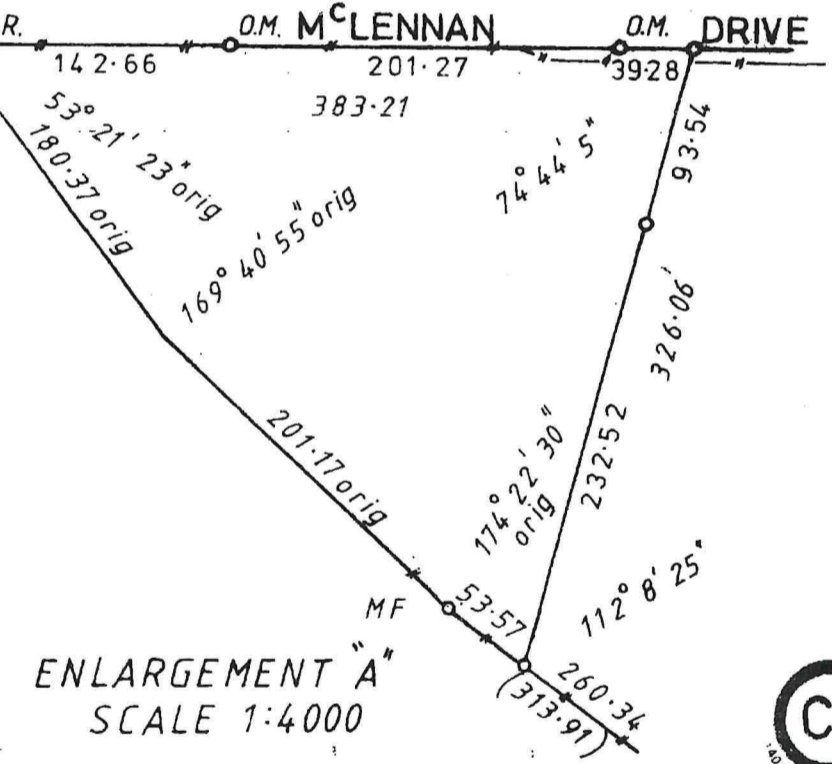 R.
O.M. McLENNAN O.M. DRIVE
142·66 201·27 39·28
383·21
93·54
53° 21' 23" orig
180·37 orig
74° 44' 5"
169° 40' 55" orig
326·06'
201·17 orig
174° 22' 30"
orig
232·52
MF
53·57
112° 8' 25"
260·34
(313·91)
ENLARGEMENT "A"
SCALE 1:4000
C